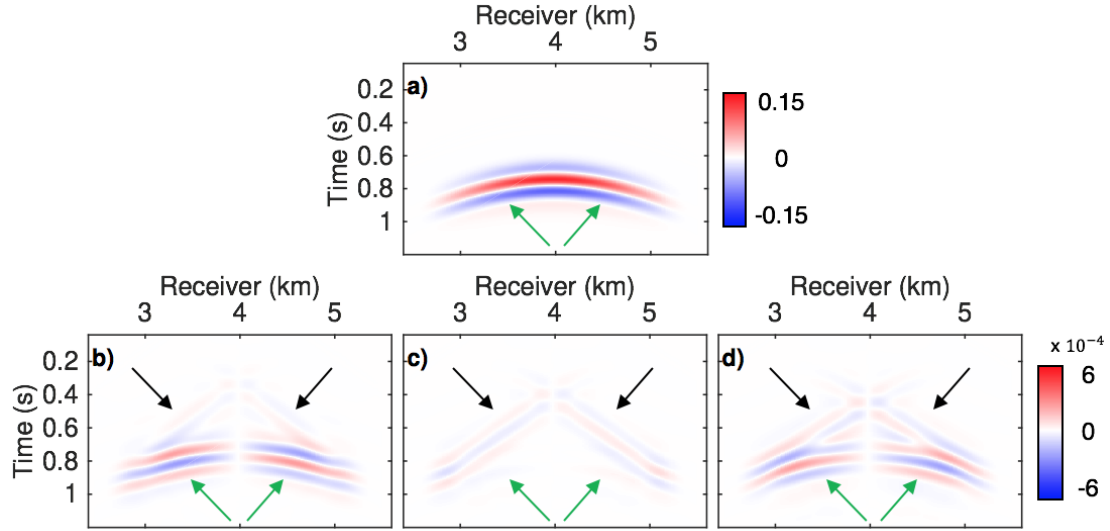 Receiver (km)
3 4 5
a)
Time (s)
0.2
0.4
0.6
0.8
1
0.15
0
-0.15
Receiver (km) Receiver (km) Receiver (km)
3 4 5 3 4 5 3 4 5
b) c) d)
Time (s)
0.2
0.4
0.6
0.8
1
x 10⁻⁴
6
0
-6